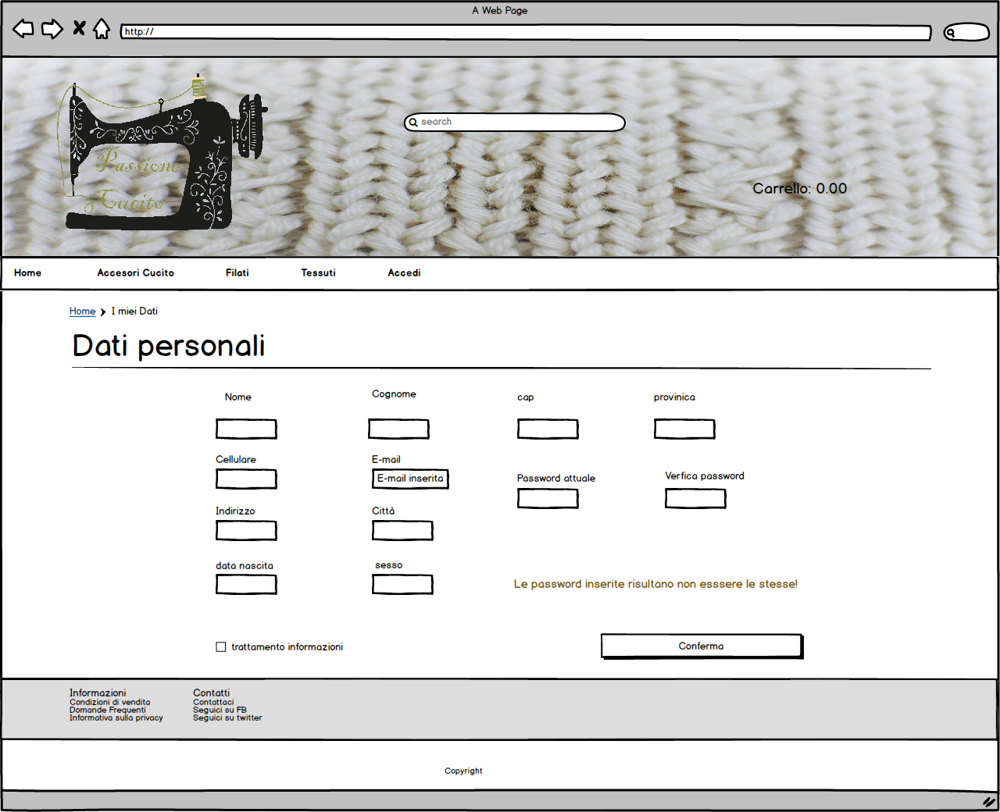 A Web Page
http://
search
Passione
Cucito
Carrello: 0.00
Home Accesori Cucito Filati Tessuti Accedi
Home I miei Dati
Dati personali
Nome Cognome cap provinica
Cellulare E-mail
E-mail inserita
Password attuale Verfica password
Indirizzo Città
data nascita sesso
Le password inserite risultano non esssere le stesse!
trattamento informazioni Conferma
Informazioni Contatti
Condizioni di vendita Contattaci
Domande Frequenti Seguici su FB
Informativa sulla privacy Seguici su twitter
Copyright